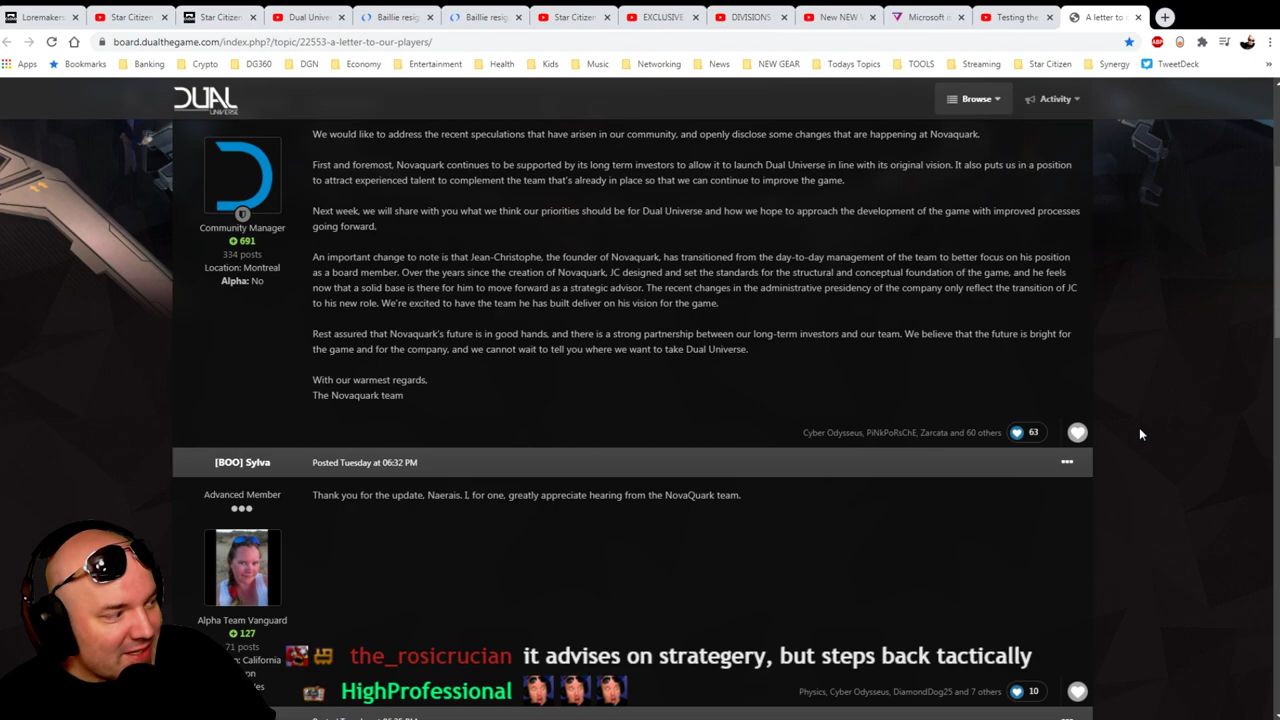 Loremakers
Star Citizen
Star Citizen
Dual Univer
Baillie resig
Baillie resig
Star Citizen
EXCLUSIVE
DIVISIONS
New NEW
Microsoft is
Testing the
A letter to
board.dualthegame.com/index.php?/topic/22553-a-letter-to-our-players/
Apps Bookmarks Banking Crypto DG360 DGN Economy Entertainment Health Kids Music Networking News Todays Topics TOOLS Streaming NEW GEAR Star Citizen Synergy TweetDeck
DUAL
UNIVERSE
Browse Activity
We would like to address the recent speculations that have arisen in our community, and openly disclose some changes that are happening at Novaquark.
First and foremost, Novaquark continues to be supported by its long term investors to allow it to launch Dual Universe in line with its original vision. It also puts us in a position
to attract experienced talent to complement the team that's already in place so that we can continue to improve the game.
Next week, we will share with you what we think our priorities should be for Dual Universe and how we hope to approach the development of the game with improved processes
going forward.
An important change to note is that Jean-Christophe, the founder of Novaquark, has transitioned from the day-to-day management of the team to better focus on his position
as a board member. Over the years since the creation of Novaquark, JC designed and set the standards for the structural and conceptual foundation of the game, and he feels
now that a solid base is there for him to move forward as a strategic advisor. The recent changes in the administrative presidency of the company only reflect the transition of JC
to his new role. We're excited to have the team he has built deliver on his vision for the game.
Rest assured that Novaquark's future is in good hands, and there is a strong partnership between our long-term investors and our team. We believe that the future is bright for
the game and for the company, and we cannot wait to tell you where we want to take Dual Universe.
With our warmest regards,
The Novaquark team
Community Manager
691
334 posts
Location: Montreal
Alpha: No
Cyber Odysseus, PiNkPoRsChE, Zarcata and 60 others 63
[BOO] Sylva
Posted Tuesday at 06:32 PM
Advanced Member
Thank you for the update, Naerais. I, for one, greatly appreciate hearing from the NovaQuark team.
Alpha Team Vanguard
127
71 posts
California
the_rosicrucian it advises on strategery, but steps back tactically
HighProfessional
Physics, Cyber Odysseus, DiamondDog25 and 7 others 10